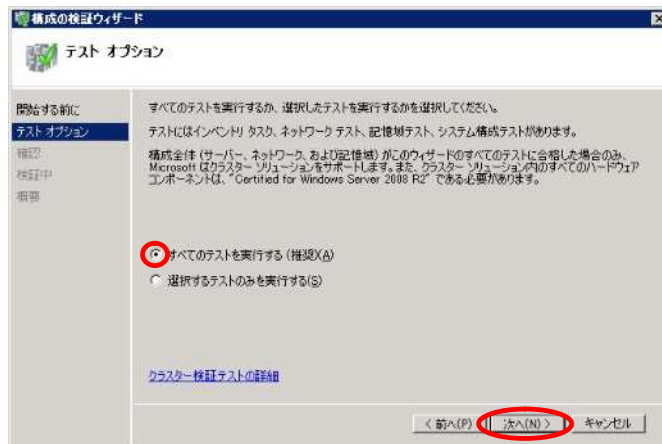 構成の検証ウィザード
テスト オプション
開始する前に
テスト オプション
確認
検証中
概要
すべてのテストを実行するか、選択したテストを実行するかを選択してください。
テストにはインベントリ タスク、ネットワーク テスト、記憶域テスト、システム構成テストがあります。
構成全体 (サーバー、ネットワーク、および記憶域) がこのウィザードのすべてのテストに合格した場合のみ、
Microsoft はクラスター ソリューションをサポートします。また、クラスター ソリューション内のすべてのハードウェア
コンポーネントは、"Certified for Windows Server 2008 R2" である必要があります。
すべてのテストを実行する (推奨)(A)
選択するテストのみを実行する(S)
クラスター検証テストの詳細
< 前へ(P)
次へ(N) >
キャンセル